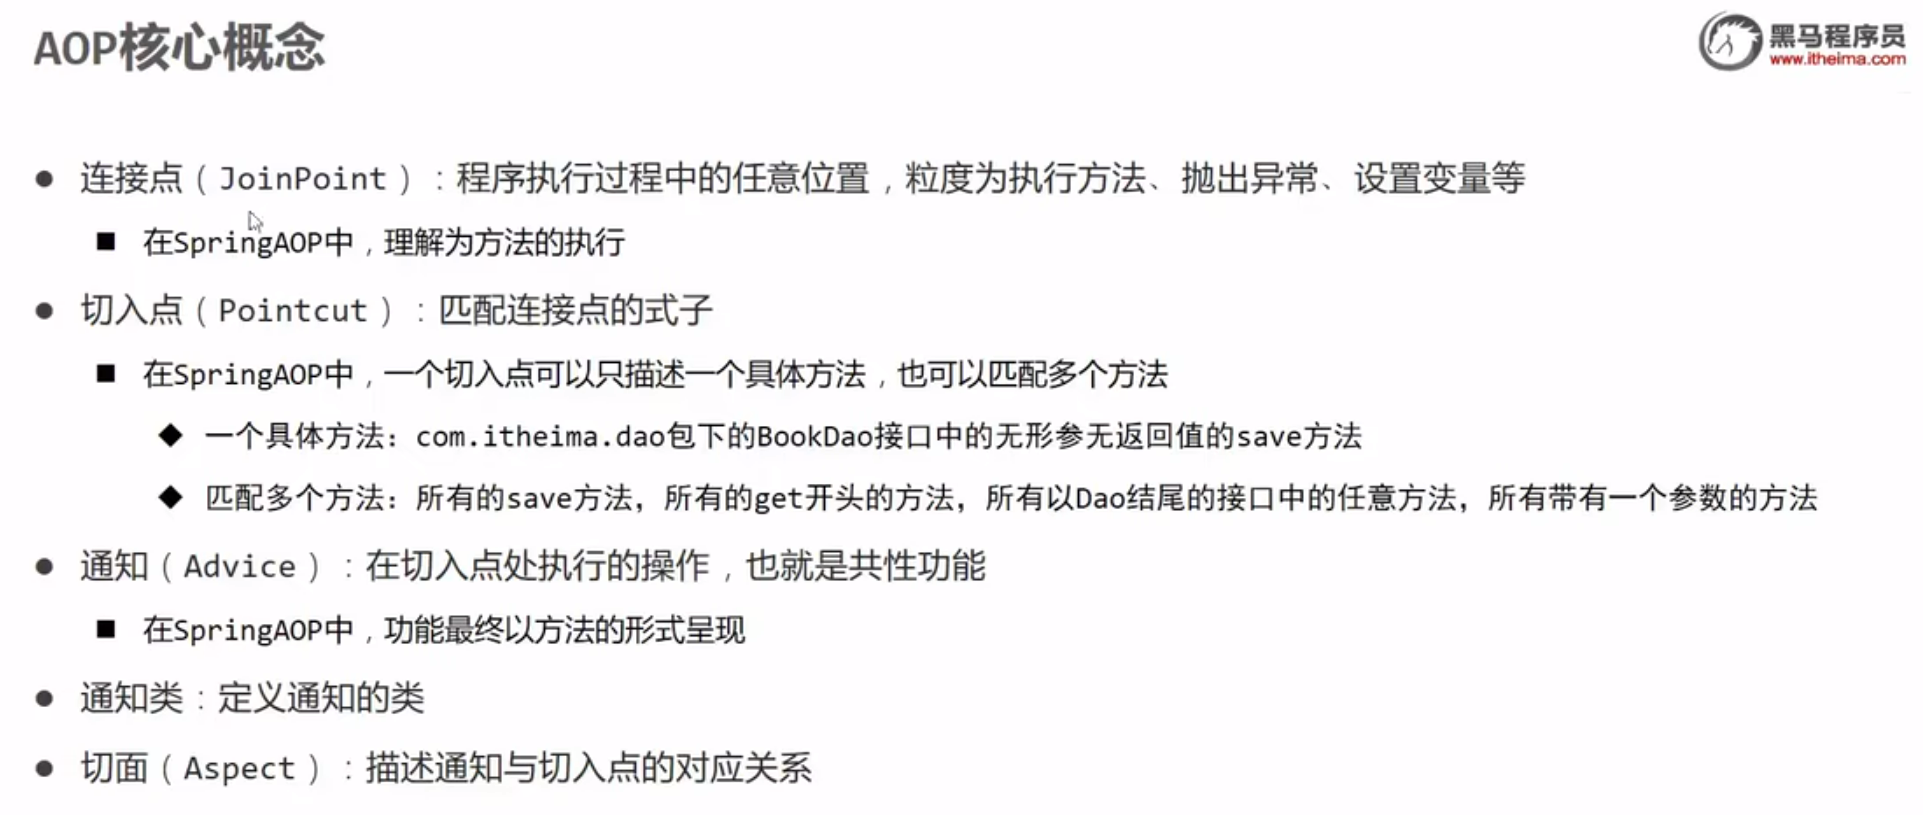 AOP核心概念
黑马程序员
www.itheima.com
连接点（JoinPoint）：程序执行过程中的任意位置，粒度为执行方法、抛出异常、设置变量等
在SpringAOP中，理解为方法的执行
切入点（Pointcut）：匹配连接点的式子
在SpringAOP中，一个切入点可以只描述一个具体方法，也可以匹配多个方法
一个具体方法：com.itheima.dao包下的BookDao接口中的无形参无返回值的save方法
匹配多个方法：所有的save方法，所有的get开头的方法，所有以Dao结尾的接口中的任意方法，所有带有一个参数的方法
通知（Advice）：在切入点处执行的操作，也就是共性功能
在SpringAOP中，功能最终以方法的形式呈现
通知类：定义通知的类
切面（Aspect）：描述通知与切入点的对应关系